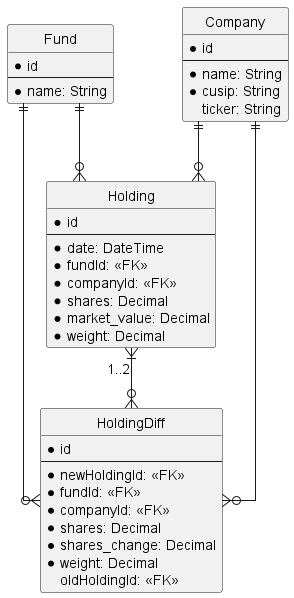 Fund
id
name: String
Company
id
name: String
cusip: String
ticker: String
Holding
id
date: DateTime
fundId: «FK»
companyId: «FK»
shares: Decimal
market_value: Decimal
weight: Decimal
1..2
HoldingDiff
id
newHoldingId: «FK»
fundId: «FK»
companyId: «FK»
shares: Decimal
shares_change: Decimal
weight: Decimal
oldHoldingId: «FK»